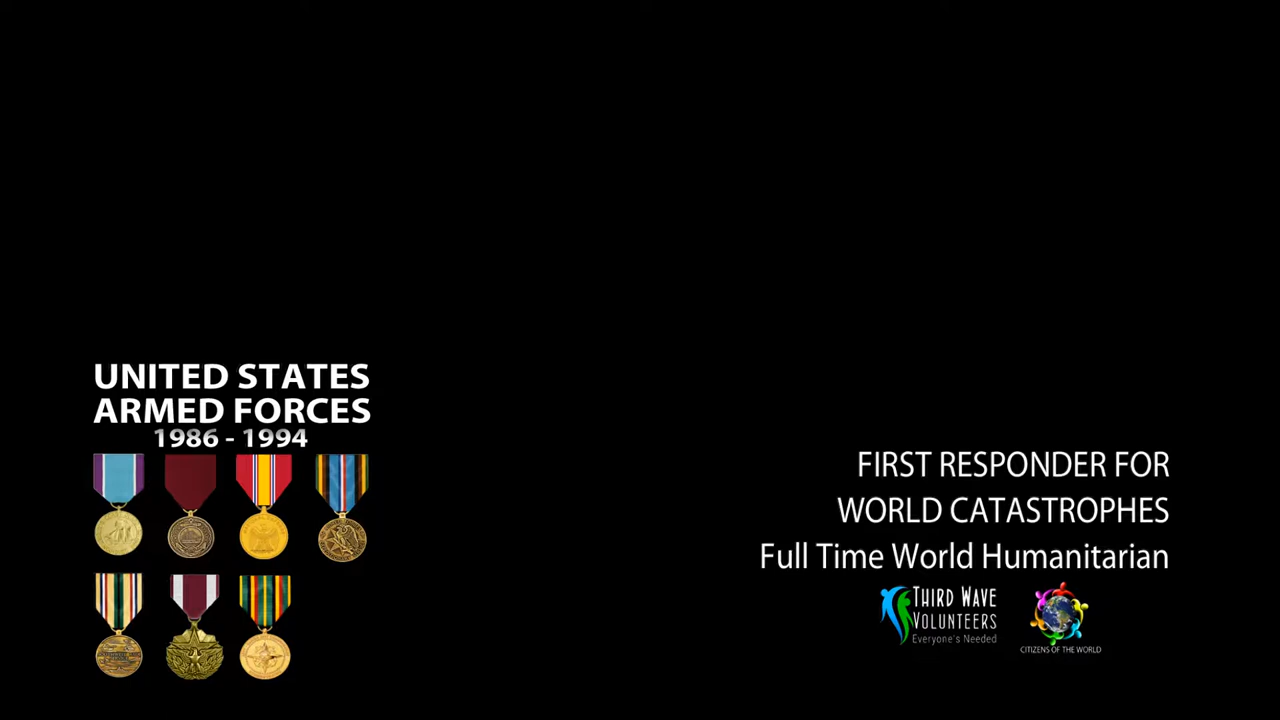 UNITED STATES
ARMED FORCES
1986 - 1994
FIRST RESPONDER FOR
WORLD CATASTROPHES
Full Time World Humanitarian
THIRD WAVE
VOLUNTEERS
Everyone's Needed
CITIZENS OF THE WORLD